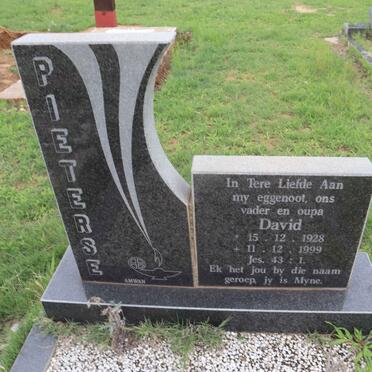 PIETERSE
AMWAN
In Tere Liefde Aan
my eggenoot, ons
vader en oupa
David
* 15 . 12 . 1928
+ 11 . 12 . 1999
Jes. 43 : 1.
Ek het jou by die naam
geroep, jy is Myne.